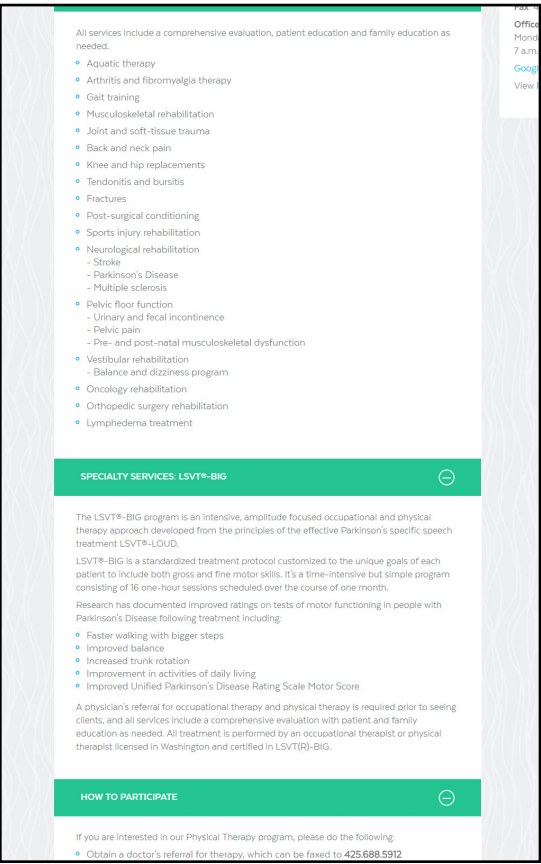 All services include a comprehensive evaluation, patient education and family education as
needed.
Aquatic therapy
Arthritis and fibromyalgia therapy
Gait training
Musculoskeletal rehabilitation
Joint and soft-tissue trauma
Back and neck pain
Knee and hip replacements
Tendonitis and bursitis
Fractures
Post-surgical conditioning
Sports injury rehabilitation
Neurological rehabilitation
- Stroke
- Parkinson's Disease
- Multiple sclerosis
Pelvic floor function
- Urinary and fecal incontinence
- Pelvic pain
- Pre- and post-natal musculoskeletal dysfunction
Vestibular rehabilitation
- Balance and dizziness program
Oncology rehabilitation
Orthopedic surgery rehabilitation
Lymphedema treatment
SPECIALTY SERVICES: LSVT®-BIG
The LSVT®-BIG program is an intensive, amplitude focused occupational and physical
therapy approach developed from the principles of the effective Parkinson's specific speech
treatment LSVT®-LOUD.
LSVT®-BIG is a standardized treatment protocol customized to the unique goals of each
patient to include both gross and fine motor skills. It's a time-intensive but simple program
consisting of 16 one-hour sessions scheduled over the course of one month.
Research has documented improved ratings on tests of motor functioning in people with
Parkinson's Disease following treatment including:
Faster walking with bigger steps
Improved balance
Increased trunk rotation
Improvement in activities of daily living
Improved Unified Parkinson's Disease Rating Scale Motor Score
A physician's referral for occupational therapy and physical therapy is required prior to seeing
clients, and all services include a comprehensive evaluation with patient and family
education as needed. All treatment is performed by an occupational therapist or physical
therapist licensed in Washington and certified in LSVT(R)-BIG.
HOW TO PARTICIPATE
If you are interested in our Physical Therapy program, please do the following:
Obtain a doctor's referral for therapy, which can be faxed to 425.688.5912
Office
7 a.m.
View